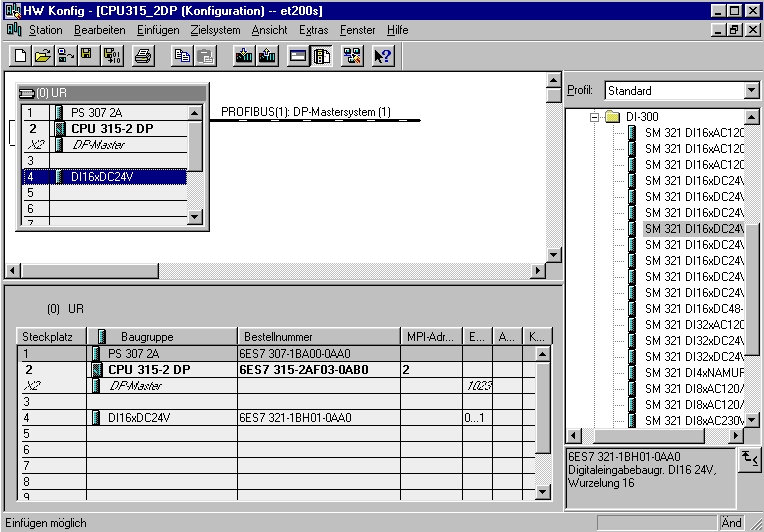 HW Konfig - [CPU315_2DP (Konfiguration) -- et200s]
Station Bearbeiten Einfügen Zielsystem Ansicht Extras Fenster Hilfe
(0) UR
1 PS 307 2A
2 CPU 315-2 DP
X2 DP-Master
3
4 DI16xDC24V
5
6
7
PROFIBUS(1): DP-Mastersystem (1)
Profil: Standard
DI-300
SM 321 DI16xAC120
SM 321 DI16xAC120
SM 321 DI16xAC120
SM 321 DI16xDC24V
SM 321 DI16xDC24V
SM 321 DI16xDC24V
SM 321 DI16xDC24V
SM 321 DI16xDC24V
SM 321 DI16xDC24V
SM 321 DI16xDC24V
SM 321 DI16xDC24V
SM 321 DI16xDC48-
SM 321 DI32xAC120
SM 321 DI32xDC24V
SM 321 DI32xDC24V
SM 321 DI4xNAMUF
SM 321 DI8xAC120/
SM 321 DI8xAC120/
SM 321 DI8xAC230V
6ES7 321-1BH01-0AA0
Digitaleingabebaugr. DI16 24V,
Wurzelung 16
(0) UR
Steckplatz Baugruppe Bestellnummer MPI-Adr... E... A... K...
1 PS 307 2A 6ES7 307-1BA00-0AA0
2 CPU 315-2 DP 6ES7 315-2AF03-0AB0 2
X2 DP-Master 1023
3
4 DI16xDC24V 6ES7 321-1BH01-0AA0 0...1
5
6
7
8
9
Einfügen möglich Änd